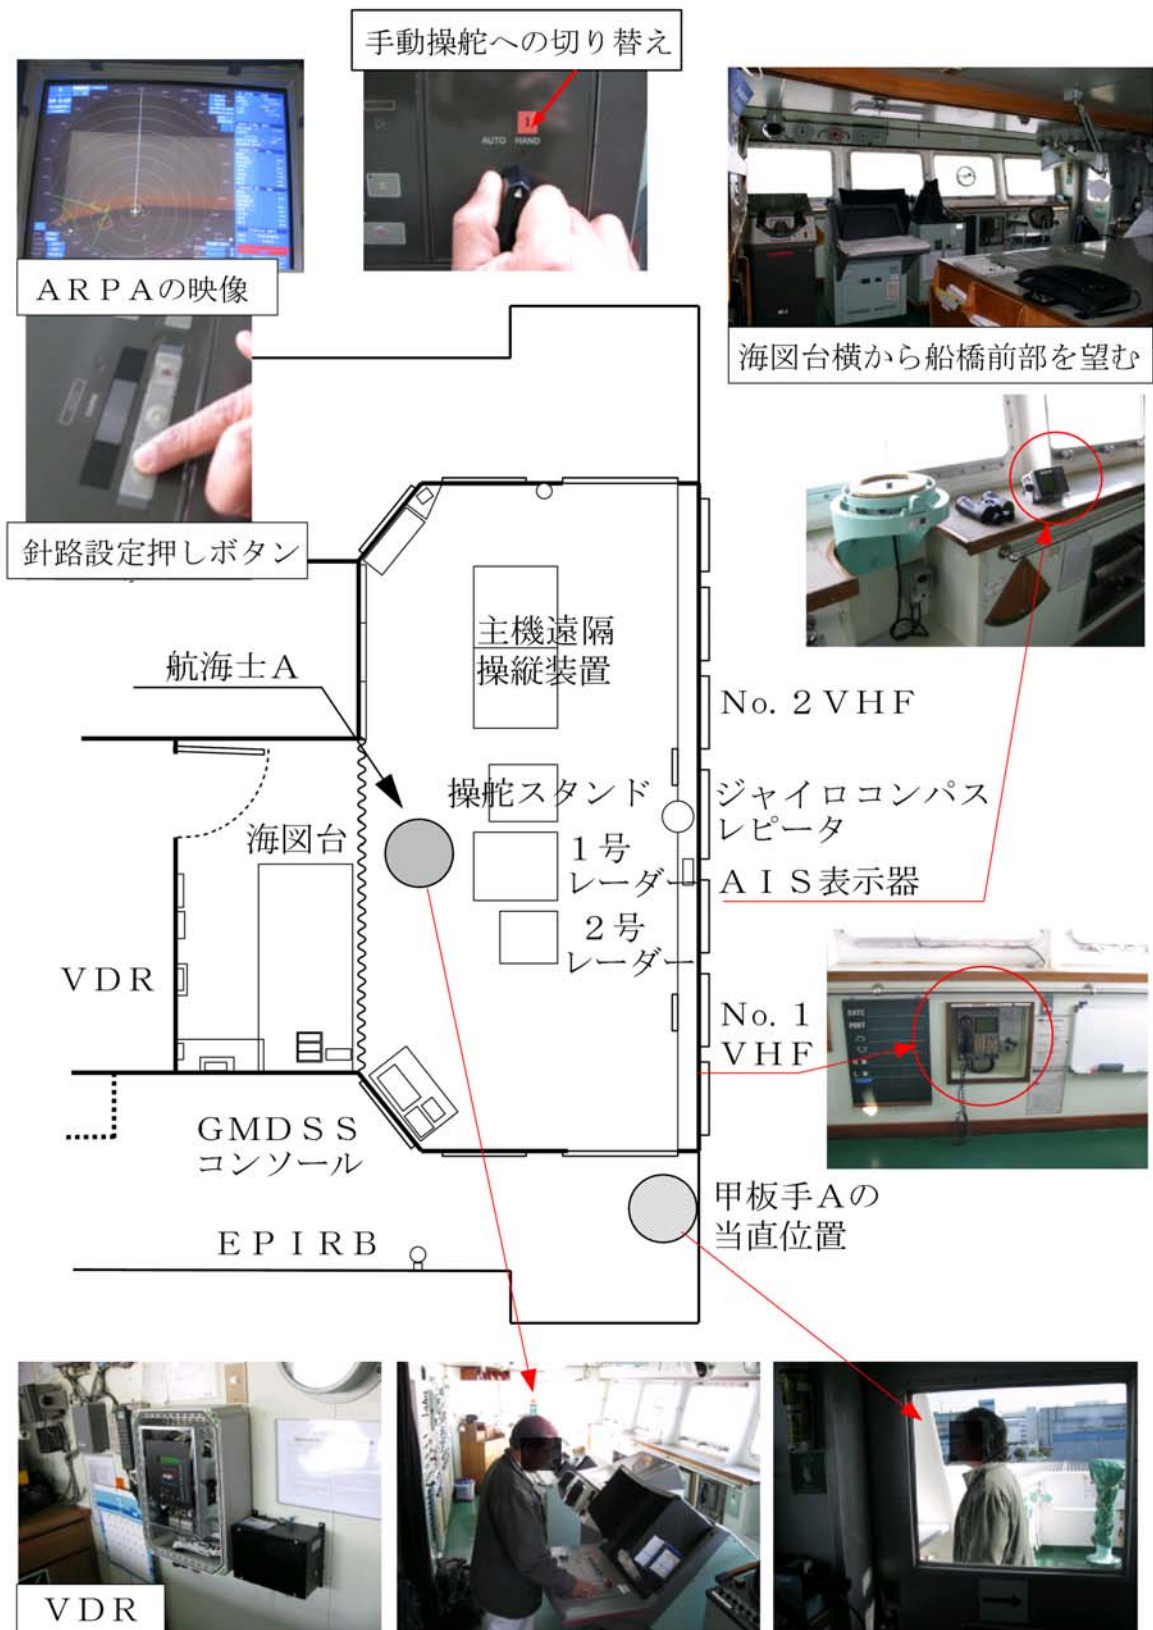 手動操舵への切り替え
AUTO HAND
ARPAの映像
海図台横から船橋前部を望む
針路設定押しボタン
主機遠隔
操縦装置
航海士A
No. 2 VHF
操舵スタンド
ジャイロコンパス
レピータ
海図台
1号
レーダー
AIS表示器
2号
レーダー
VDR
No. 1
VHF
DATE
PORT
GMDSS
コンソール
甲板手Aの
当直位置
EPIRB
VDR